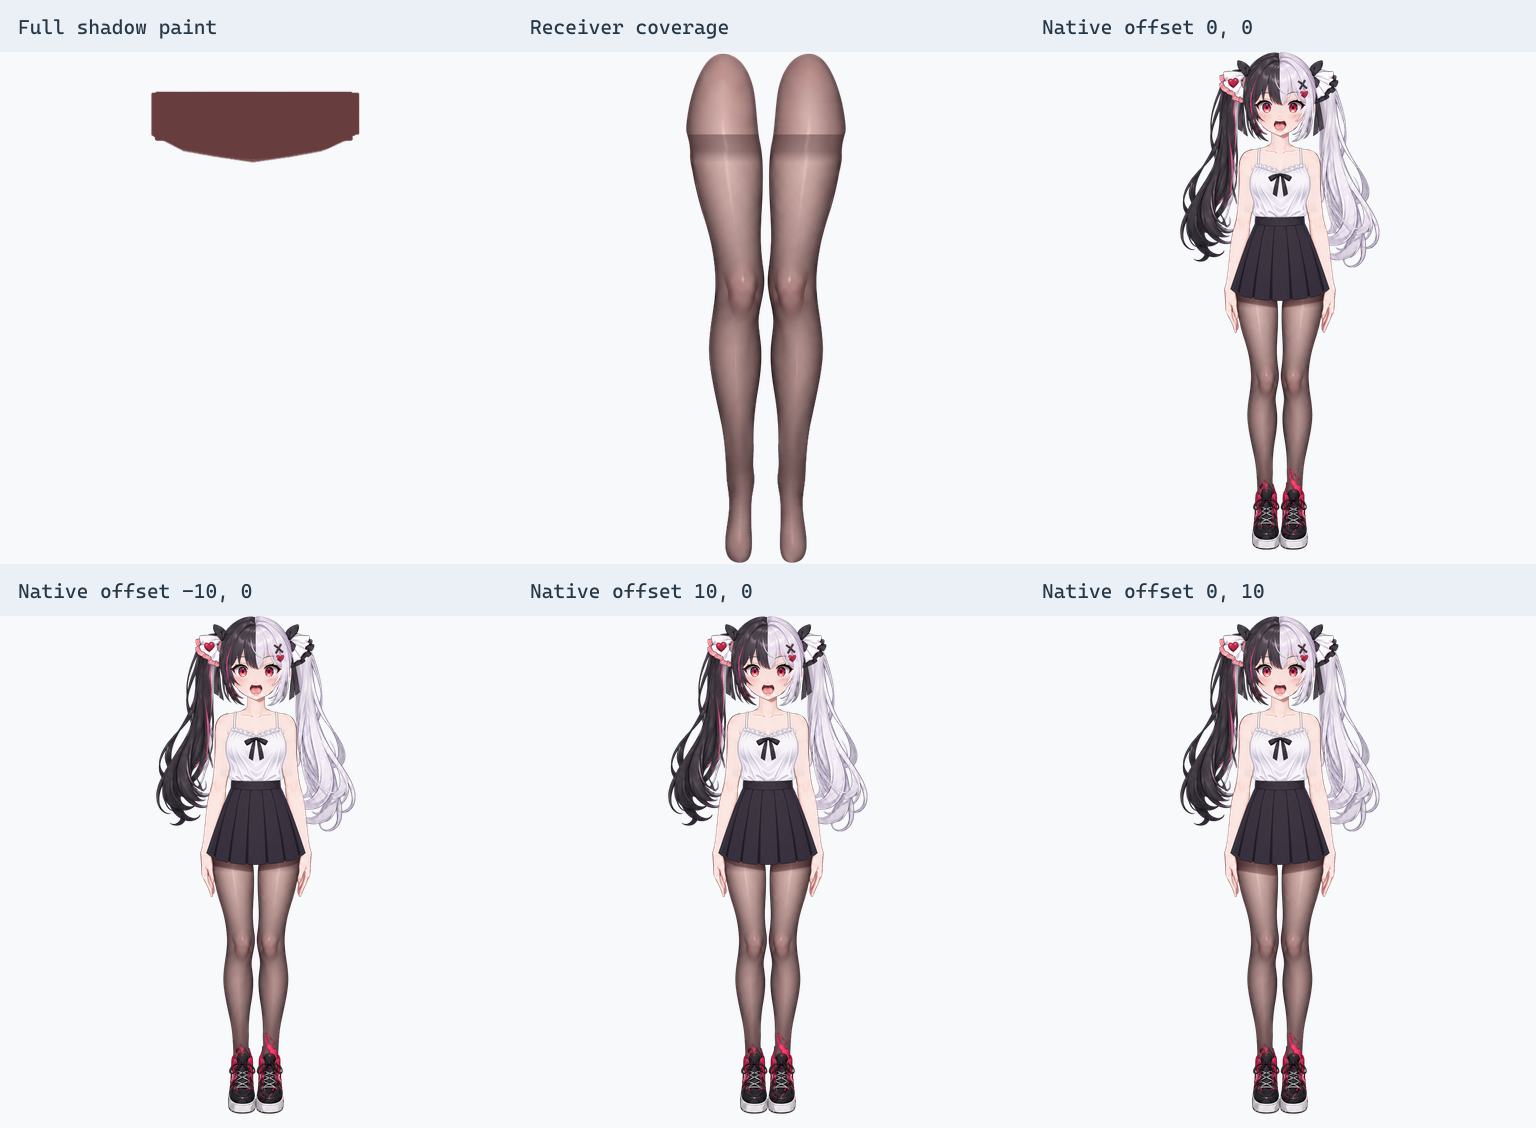 Full shadow paint
Receiver coverage
Native offset 0, 0
Native offset −10, 0
Native offset 10, 0
Native offset 0, 10